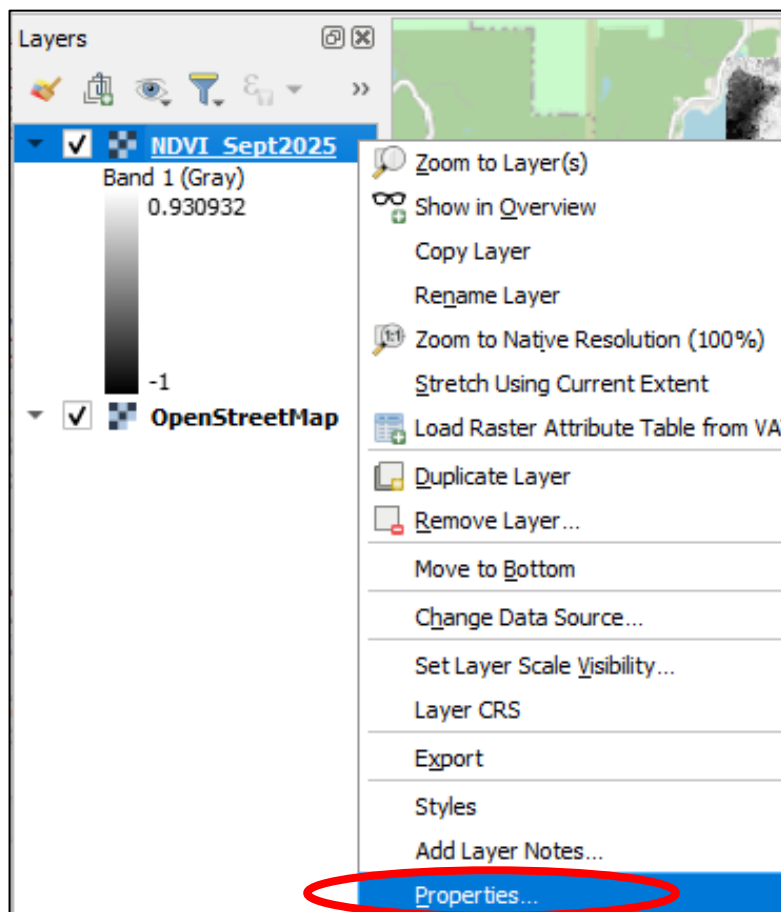 Layers
NDVI_Sept2025
Band 1 (Gray)
0.930932
-1
OpenStreetMap
Zoom to Layer(s)
Show in Overview
Copy Layer
Rename Layer
Zoom to Native Resolution (100%)
Stretch Using Current Extent
Load Raster Attribute Table from VA
Duplicate Layer
Remove Layer...
Move to Bottom
Change Data Source...
Set Layer Scale Visibility...
Layer CRS
Export
Styles
Add Layer Notes...
Properties...